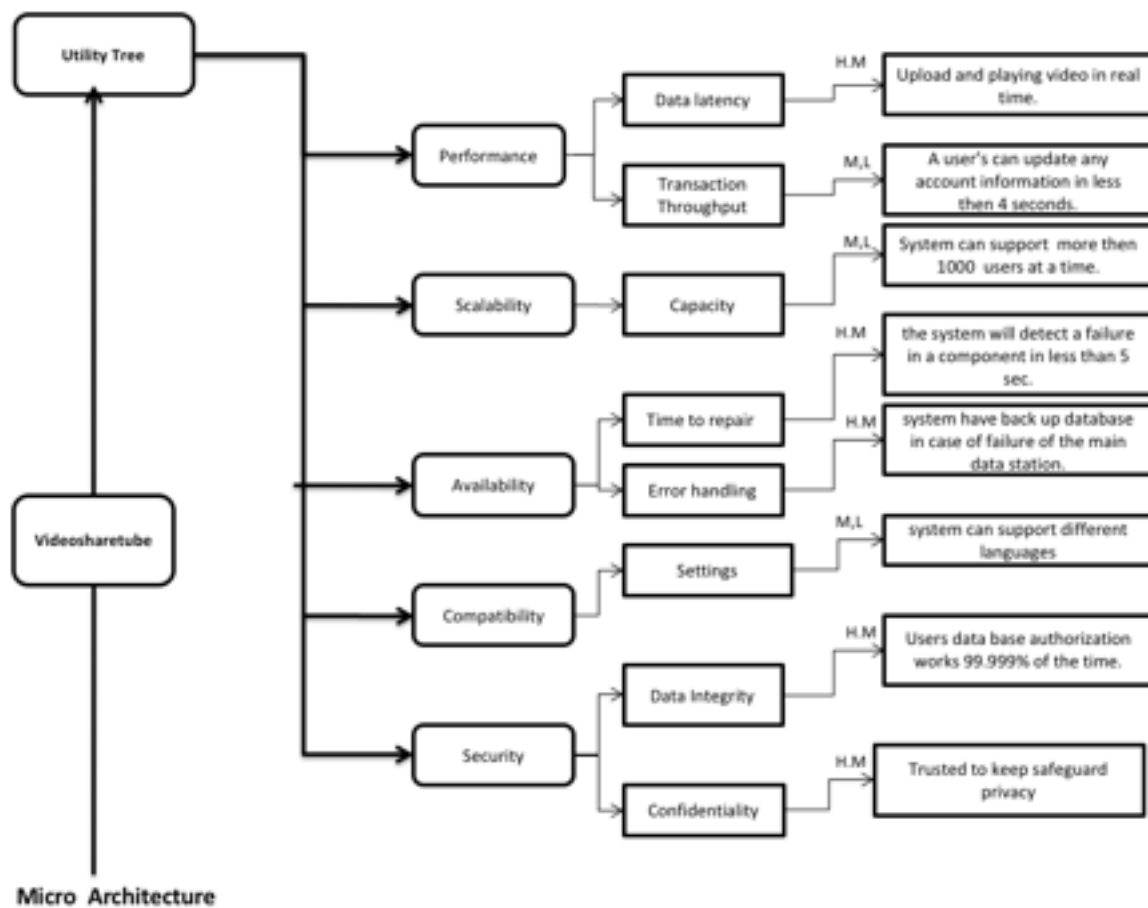 Utility Tree
H.M
Upload and playing video in real
time.
Data latency
Performance
M,L
A user's can update any
account information in less
then 4 seconds.
Transaction
Throughput
M,L
System can support more then
1000 users at a time.
Scalability
Capacity
H.M
the system will detect a failure
in a component in less than 5
sec.
Time to repair
H.M
system have back up database
in case of failure of the main
data station.
Availability
Error handling
Videosharetube
M,L
system can support different
languages
Settings
Compatibility
H.M
Users data base authorization
works 99.999% of the time.
Data Integrity
Security
H.M
Trusted to keep safeguard
privacy
Confidentiality
Micro Architecture